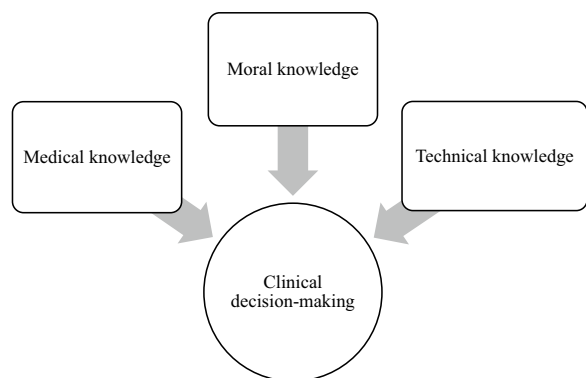 Moral knowledge
Medical knowledge
Technical knowledge
Clinical
decision-making